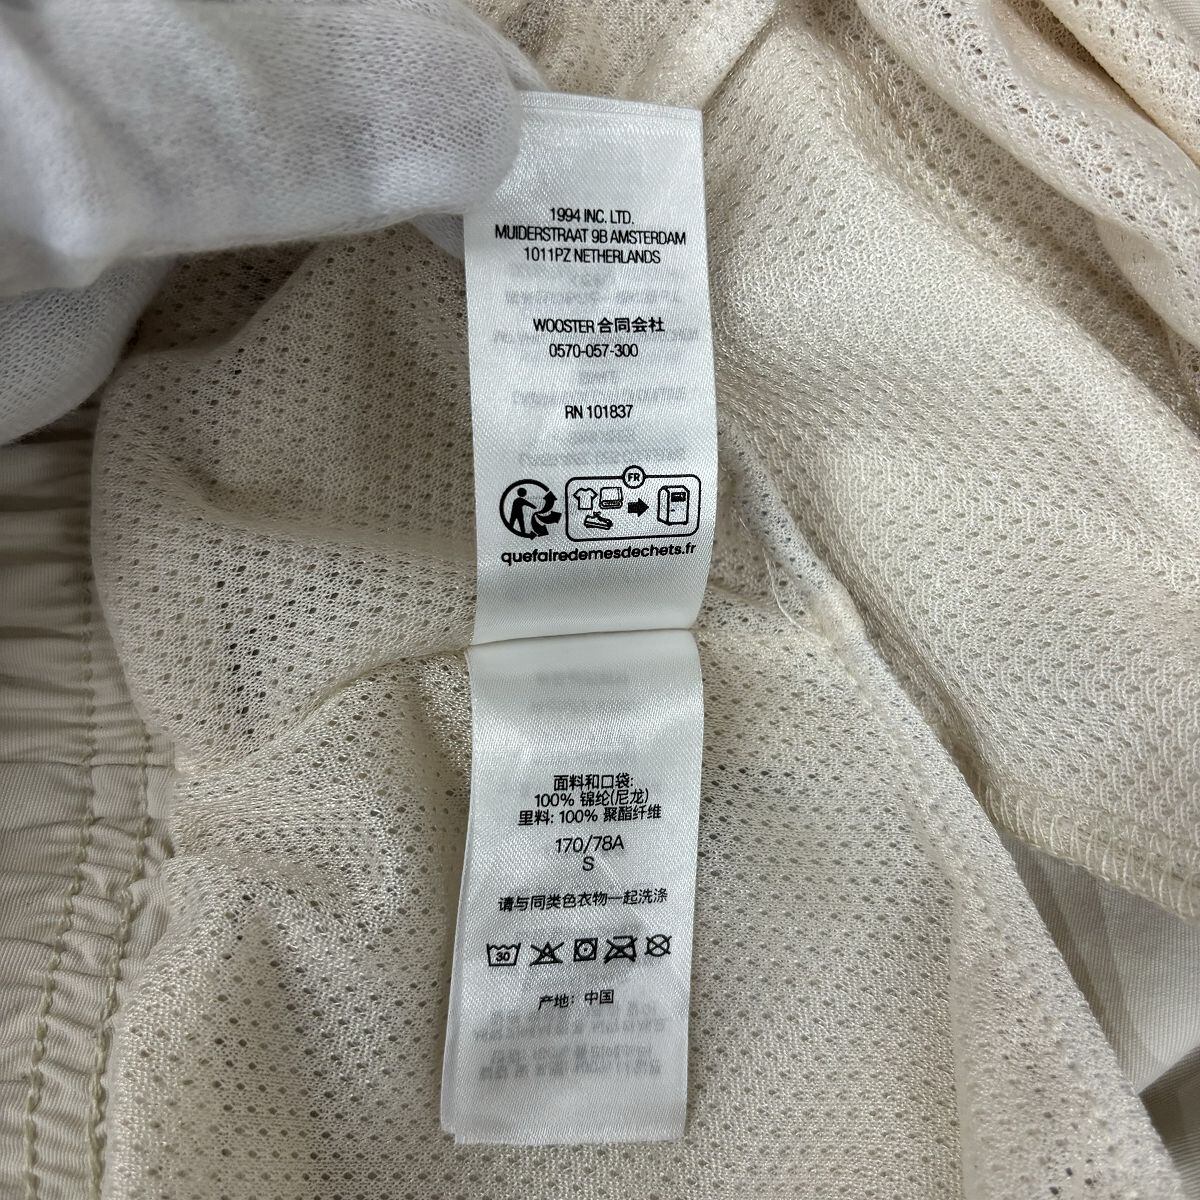 1994 INC. LTD.
MUIDERSTRAAT 9B AMSTERDAM
1011PZ NETHERLANDS
WOOSTER 合同会社
0570-057-300
RN 101837
FR
quefairedemesdechets.fr
面料和口袋:
100% 锦纶(尼龙)
里料: 100% 聚酯纤维
170/78A
S
请与同类色衣物一起洗涤
30
产地: 中国